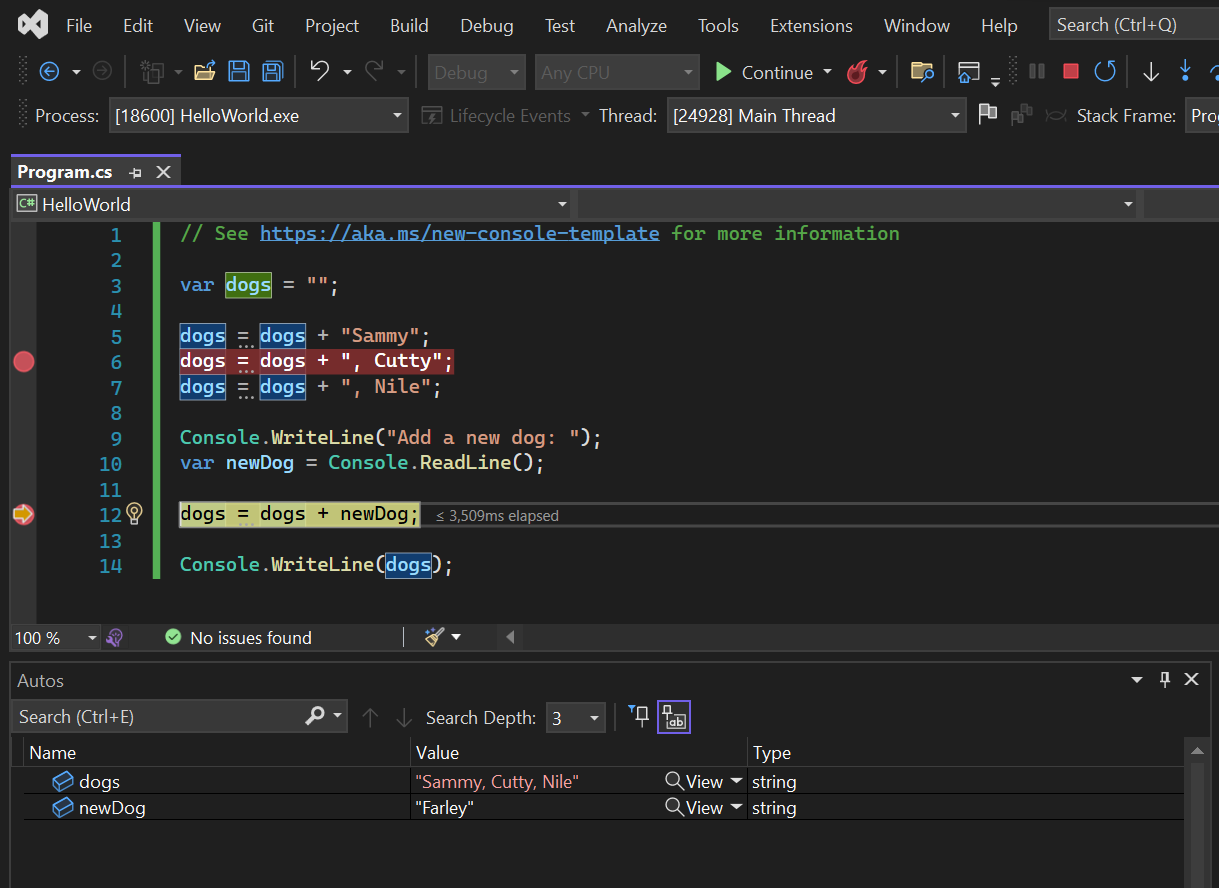 File Edit View Git Project Build Debug Test Analyze Tools Extensions Window Help Search (Ctrl+Q)
Debug Any CPU Continue
Process: [18600] HelloWorld.exe Lifecycle Events Thread: [24928] Main Thread Stack Frame:
Program.cs
C# HelloWorld
1 // See https://aka.ms/new-console-template for more information
2
3 var dogs = "";
4
5 dogs = dogs + "Sammy";
6 dogs = dogs + ", Cutty";
7 dogs = dogs + ", Nile";
8
9 Console.WriteLine("Add a new dog: ");
10 var newDog = Console.ReadLine();
11
12 dogs = dogs + newDog; ≤ 3,509ms elapsed
13
14 Console.WriteLine(dogs);
100 % No issues found
Autos
Search (Ctrl+E) Search Depth: 3 ab
Name Value Type
dogs "Sammy, Cutty, Nile" View string
newDog "Farley" View string